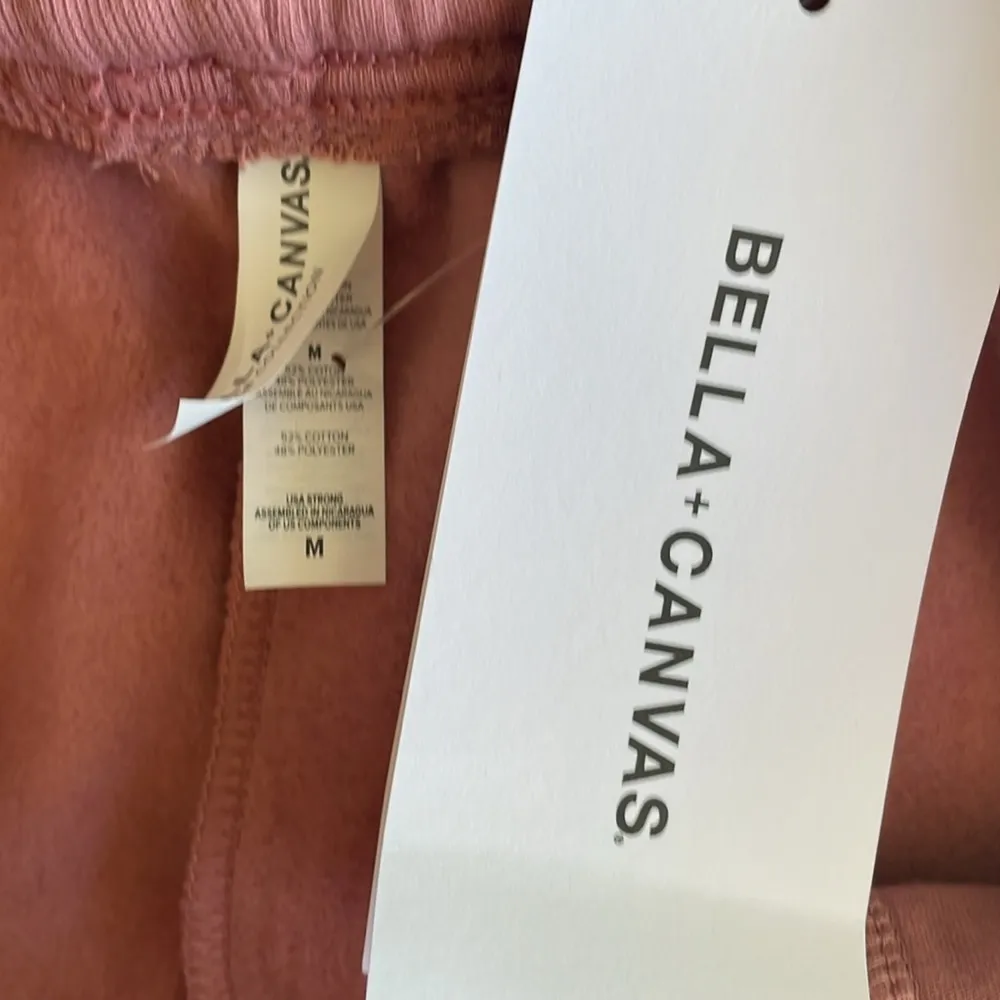 CANVAS.
M
52% COTTON
48% POLYESTER
ASSEMBLE AU NICARAGUA
DE COMPOSANTS USA
52% COTTON
48% POLYESTER
USA STRONG
ASSEMBLED IN NICARAGUA
OF US COMPONENTS
M
BELLA+CANVAS®